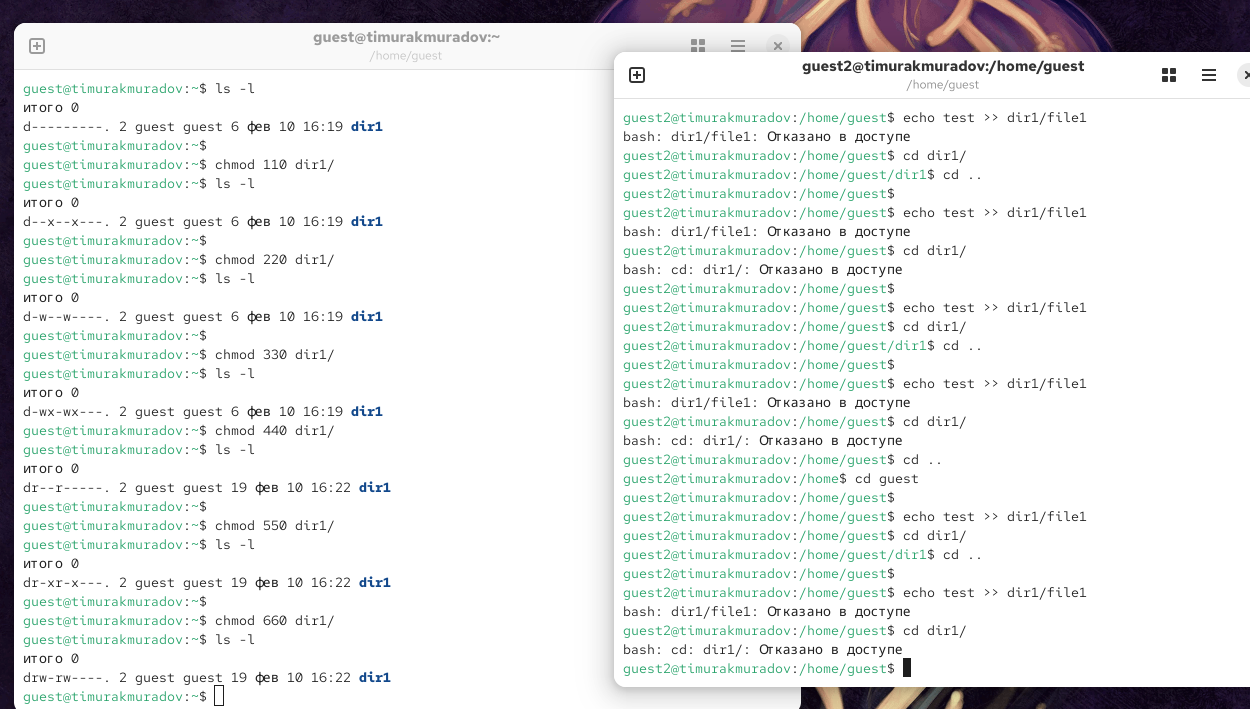 guest@timurakmuradov:~
/home/guest
guest@timurakmuradov:~$ ls -l
итого 0
d---------. 2 guest guest 6 фев 10 16:19 dir1
guest@timurakmuradov:~$
guest@timurakmuradov:~$ chmod 110 dir1/
guest@timurakmuradov:~$ ls -l
итого 0
d--x--x---. 2 guest guest 6 фев 10 16:19 dir1
guest@timurakmuradov:~$
guest@timurakmuradov:~$ chmod 220 dir1/
guest@timurakmuradov:~$ ls -l
итого 0
d-w--w----. 2 guest guest 6 фев 10 16:19 dir1
guest@timurakmuradov:~$
guest@timurakmuradov:~$ chmod 330 dir1/
guest@timurakmuradov:~$ ls -l
итого 0
d-wx-wx---. 2 guest guest 6 фев 10 16:19 dir1
guest@timurakmuradov:~$ chmod 440 dir1/
guest@timurakmuradov:~$ ls -l
итого 0
dr--r-----. 2 guest guest 19 фев 10 16:22 dir1
guest@timurakmuradov:~$
guest@timurakmuradov:~$ chmod 550 dir1/
guest@timurakmuradov:~$ ls -l
итого 0
dr-xr-x---. 2 guest guest 19 фев 10 16:22 dir1
guest@timurakmuradov:~$
guest@timurakmuradov:~$ chmod 660 dir1/
guest@timurakmuradov:~$ ls -l
итого 0
drw-rw----. 2 guest guest 19 фев 10 16:22 dir1
guest@timurakmuradov:~$
guest2@timurakmuradov:/home/guest
/home/guest
guest2@timurakmuradov:/home/guest$ echo test >> dir1/file1
bash: dir1/file1: Отказано в доступе
guest2@timurakmuradov:/home/guest$ cd dir1/
guest2@timurakmuradov:/home/guest/dir1$ cd ..
guest2@timurakmuradov:/home/guest$
guest2@timurakmuradov:/home/guest$ echo test >> dir1/file1
bash: dir1/file1: Отказано в доступе
guest2@timurakmuradov:/home/guest$ cd dir1/
bash: cd: dir1/: Отказано в доступе
guest2@timurakmuradov:/home/guest$
guest2@timurakmuradov:/home/guest$ echo test >> dir1/file1
guest2@timurakmuradov:/home/guest$ cd dir1/
guest2@timurakmuradov:/home/guest/dir1$ cd ..
guest2@timurakmuradov:/home/guest$
guest2@timurakmuradov:/home/guest$ echo test >> dir1/file1
bash: dir1/file1: Отказано в доступе
guest2@timurakmuradov:/home/guest$ cd dir1/
bash: cd: dir1/: Отказано в доступе
guest2@timurakmuradov:/home/guest$ cd ..
guest2@timurakmuradov:/home$ cd guest
guest2@timurakmuradov:/home/guest$
guest2@timurakmuradov:/home/guest$ echo test >> dir1/file1
guest2@timurakmuradov:/home/guest$ cd dir1/
guest2@timurakmuradov:/home/guest/dir1$ cd ..
guest2@timurakmuradov:/home/guest$
guest2@timurakmuradov:/home/guest$ echo test >> dir1/file1
bash: dir1/file1: Отказано в доступе
guest2@timurakmuradov:/home/guest$ cd dir1/
bash: cd: dir1/: Отказано в доступе
guest2@timurakmuradov:/home/guest$